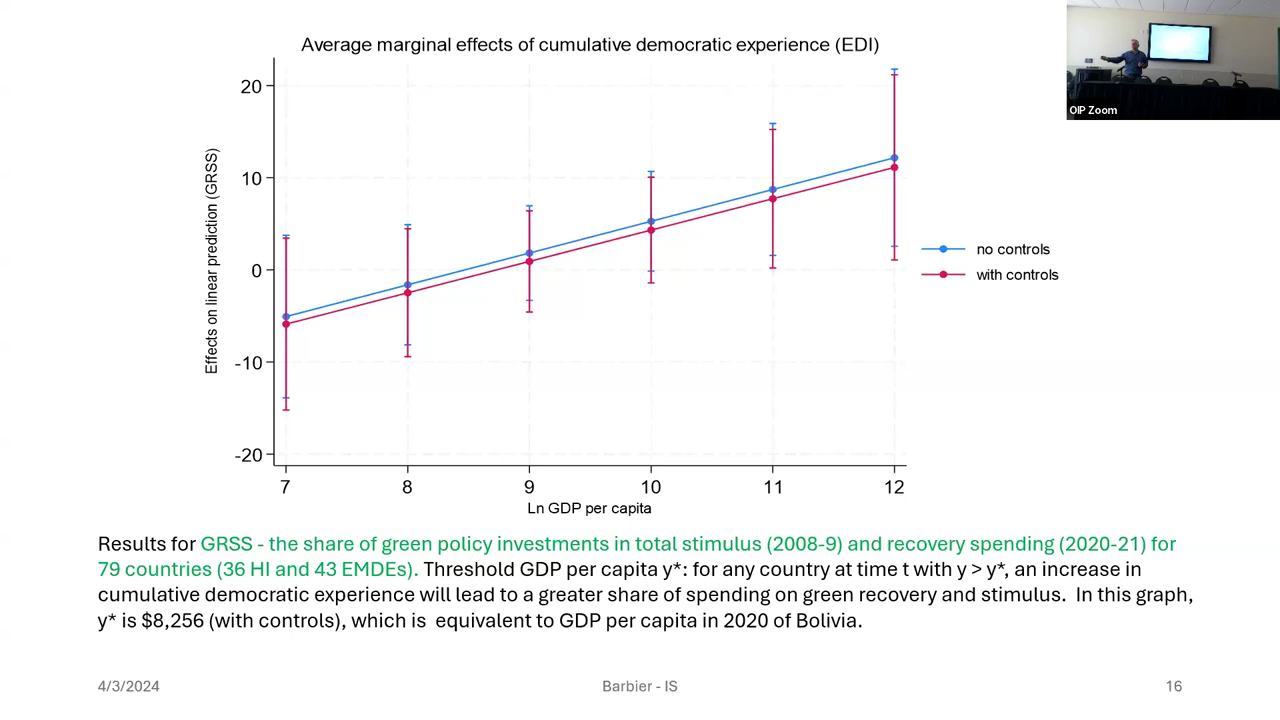 Average marginal effects of cumulative democratic experience (EDI)
OIP Zoom
Effects on linear prediction (GRSS)
20
10
0
-10
-20
7 8 9 10 11 12
Ln GDP per capita
no controls
with controls
Results for GRSS - the share of green policy investments in total stimulus (2008-9) and recovery spending (2020-21) for
79 countries (36 HI and 43 EMDEs). Threshold GDP per capita y*: for any country at time t with y > y*, an increase in
cumulative democratic experience will lead to a greater share of spending on green recovery and stimulus. In this graph,
y* is $8,256 (with controls), which is equivalent to GDP per capita in 2020 of Bolivia.
4/3/2024 Barbier - IS 16